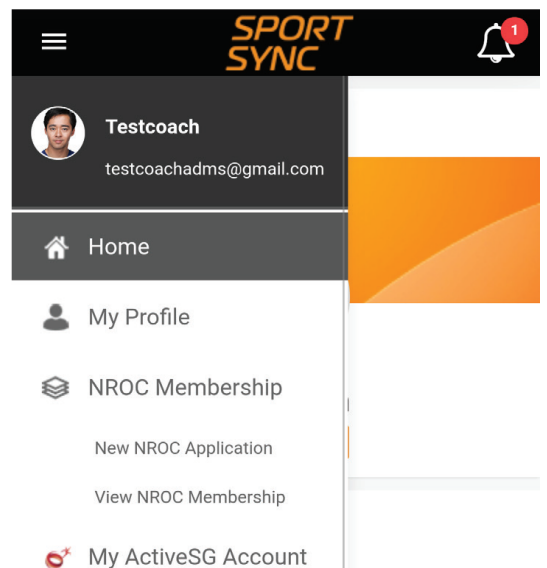 SPORT
SYNC
1
Testcoach
testcoachadms@gmail.com
Home
My Profile
NROC Membership
New NROC Application
View NROC Membership
My ActiveSG Account